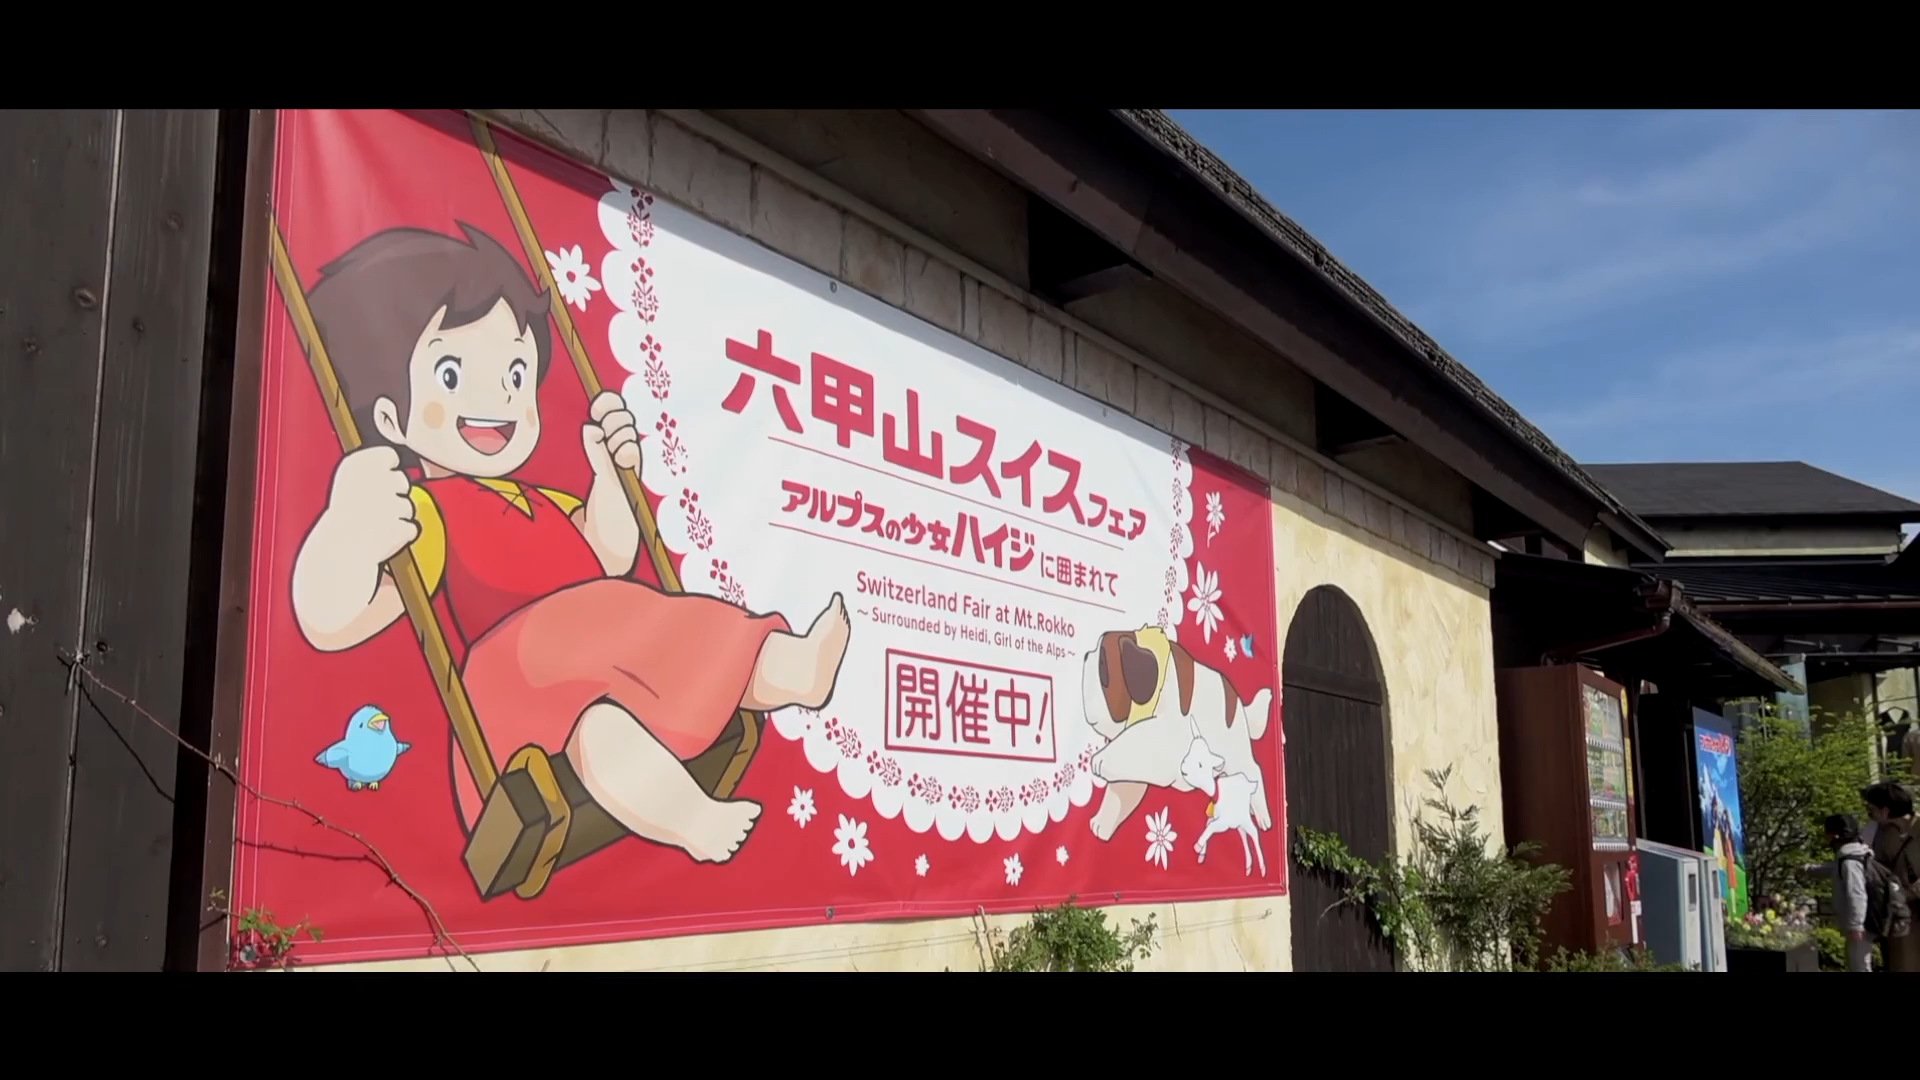 六甲山スイスフェア
アルプスの少女ハイジに囲まれて
Switzerland Fair at Mt.Rokko
～Surrounded by Heidi, Girl of the Alps～
開催中!